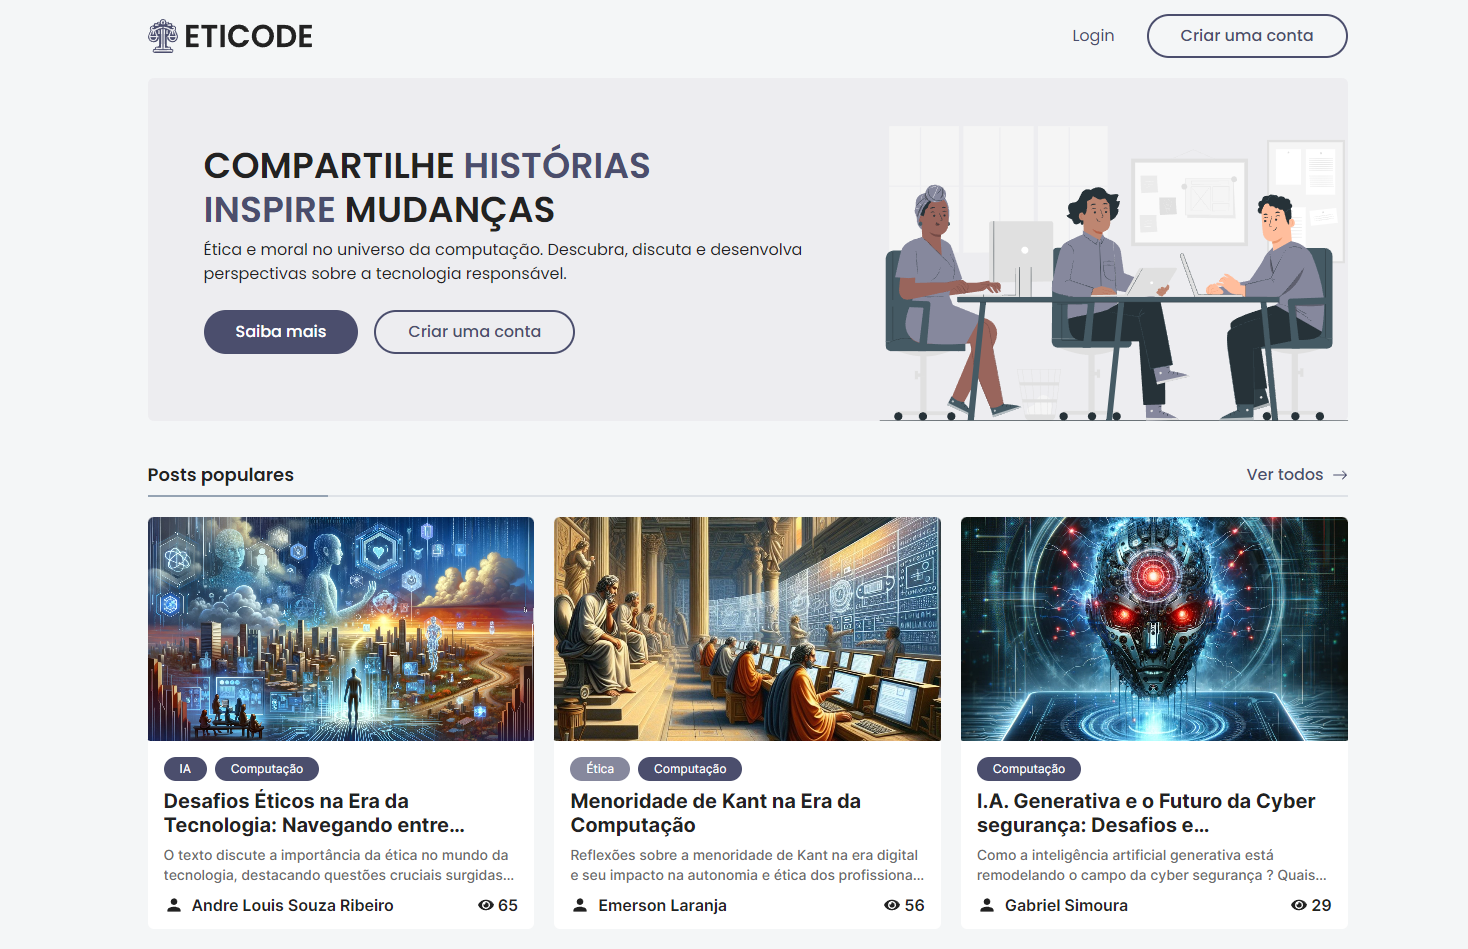 ETICODE
Login
Criar uma conta
COMPARTILHE HISTÓRIAS
INSPIRE MUDANÇAS
Ética e moral no universo da computação. Descubra, discuta e desenvolva
perspectivas sobre a tecnologia responsável.
Saiba mais
Criar uma conta
Posts populares
Ver todos →
IA
Computação
Desafios Éticos na Era da
Tecnologia: Navegando entre...
O texto discute a importância da ética no mundo da
tecnologia, destacando questões cruciais surgidas...
Andre Louis Souza Ribeiro
65
Ética
Computação
Menoridade de Kant na Era da
Computação
Reflexões sobre a menoridade de Kant na era digital
e seu impacto na autonomia e ética dos profissiona...
Emerson Laranja
56
Computação
I.A. Generativa e o Futuro da Cyber
segurança: Desafios e...
Como a inteligência artificial generativa está
remodelando o campo da cyber segurança ? Quais...
Gabriel Simoura
29